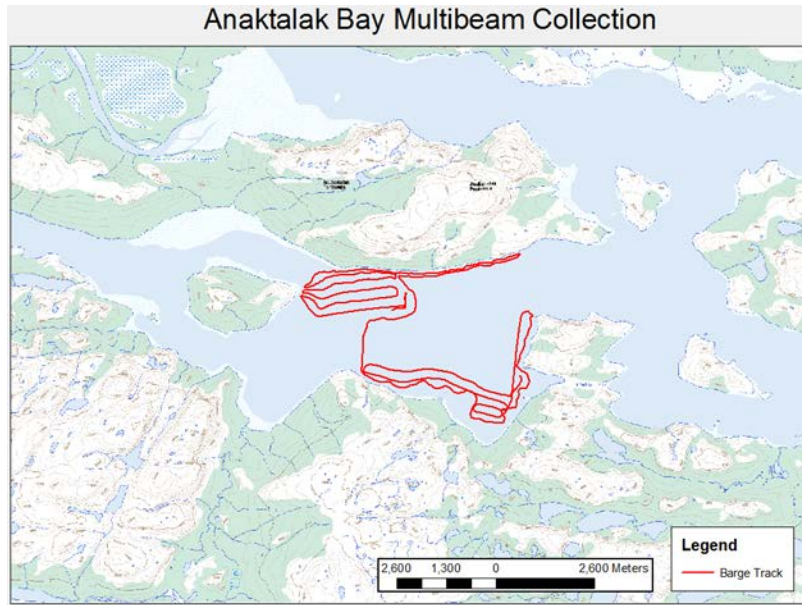 Anaktalak Bay Multibeam Collection
2,600 1,300 0 2,600 Meters
Legend
Barge Track